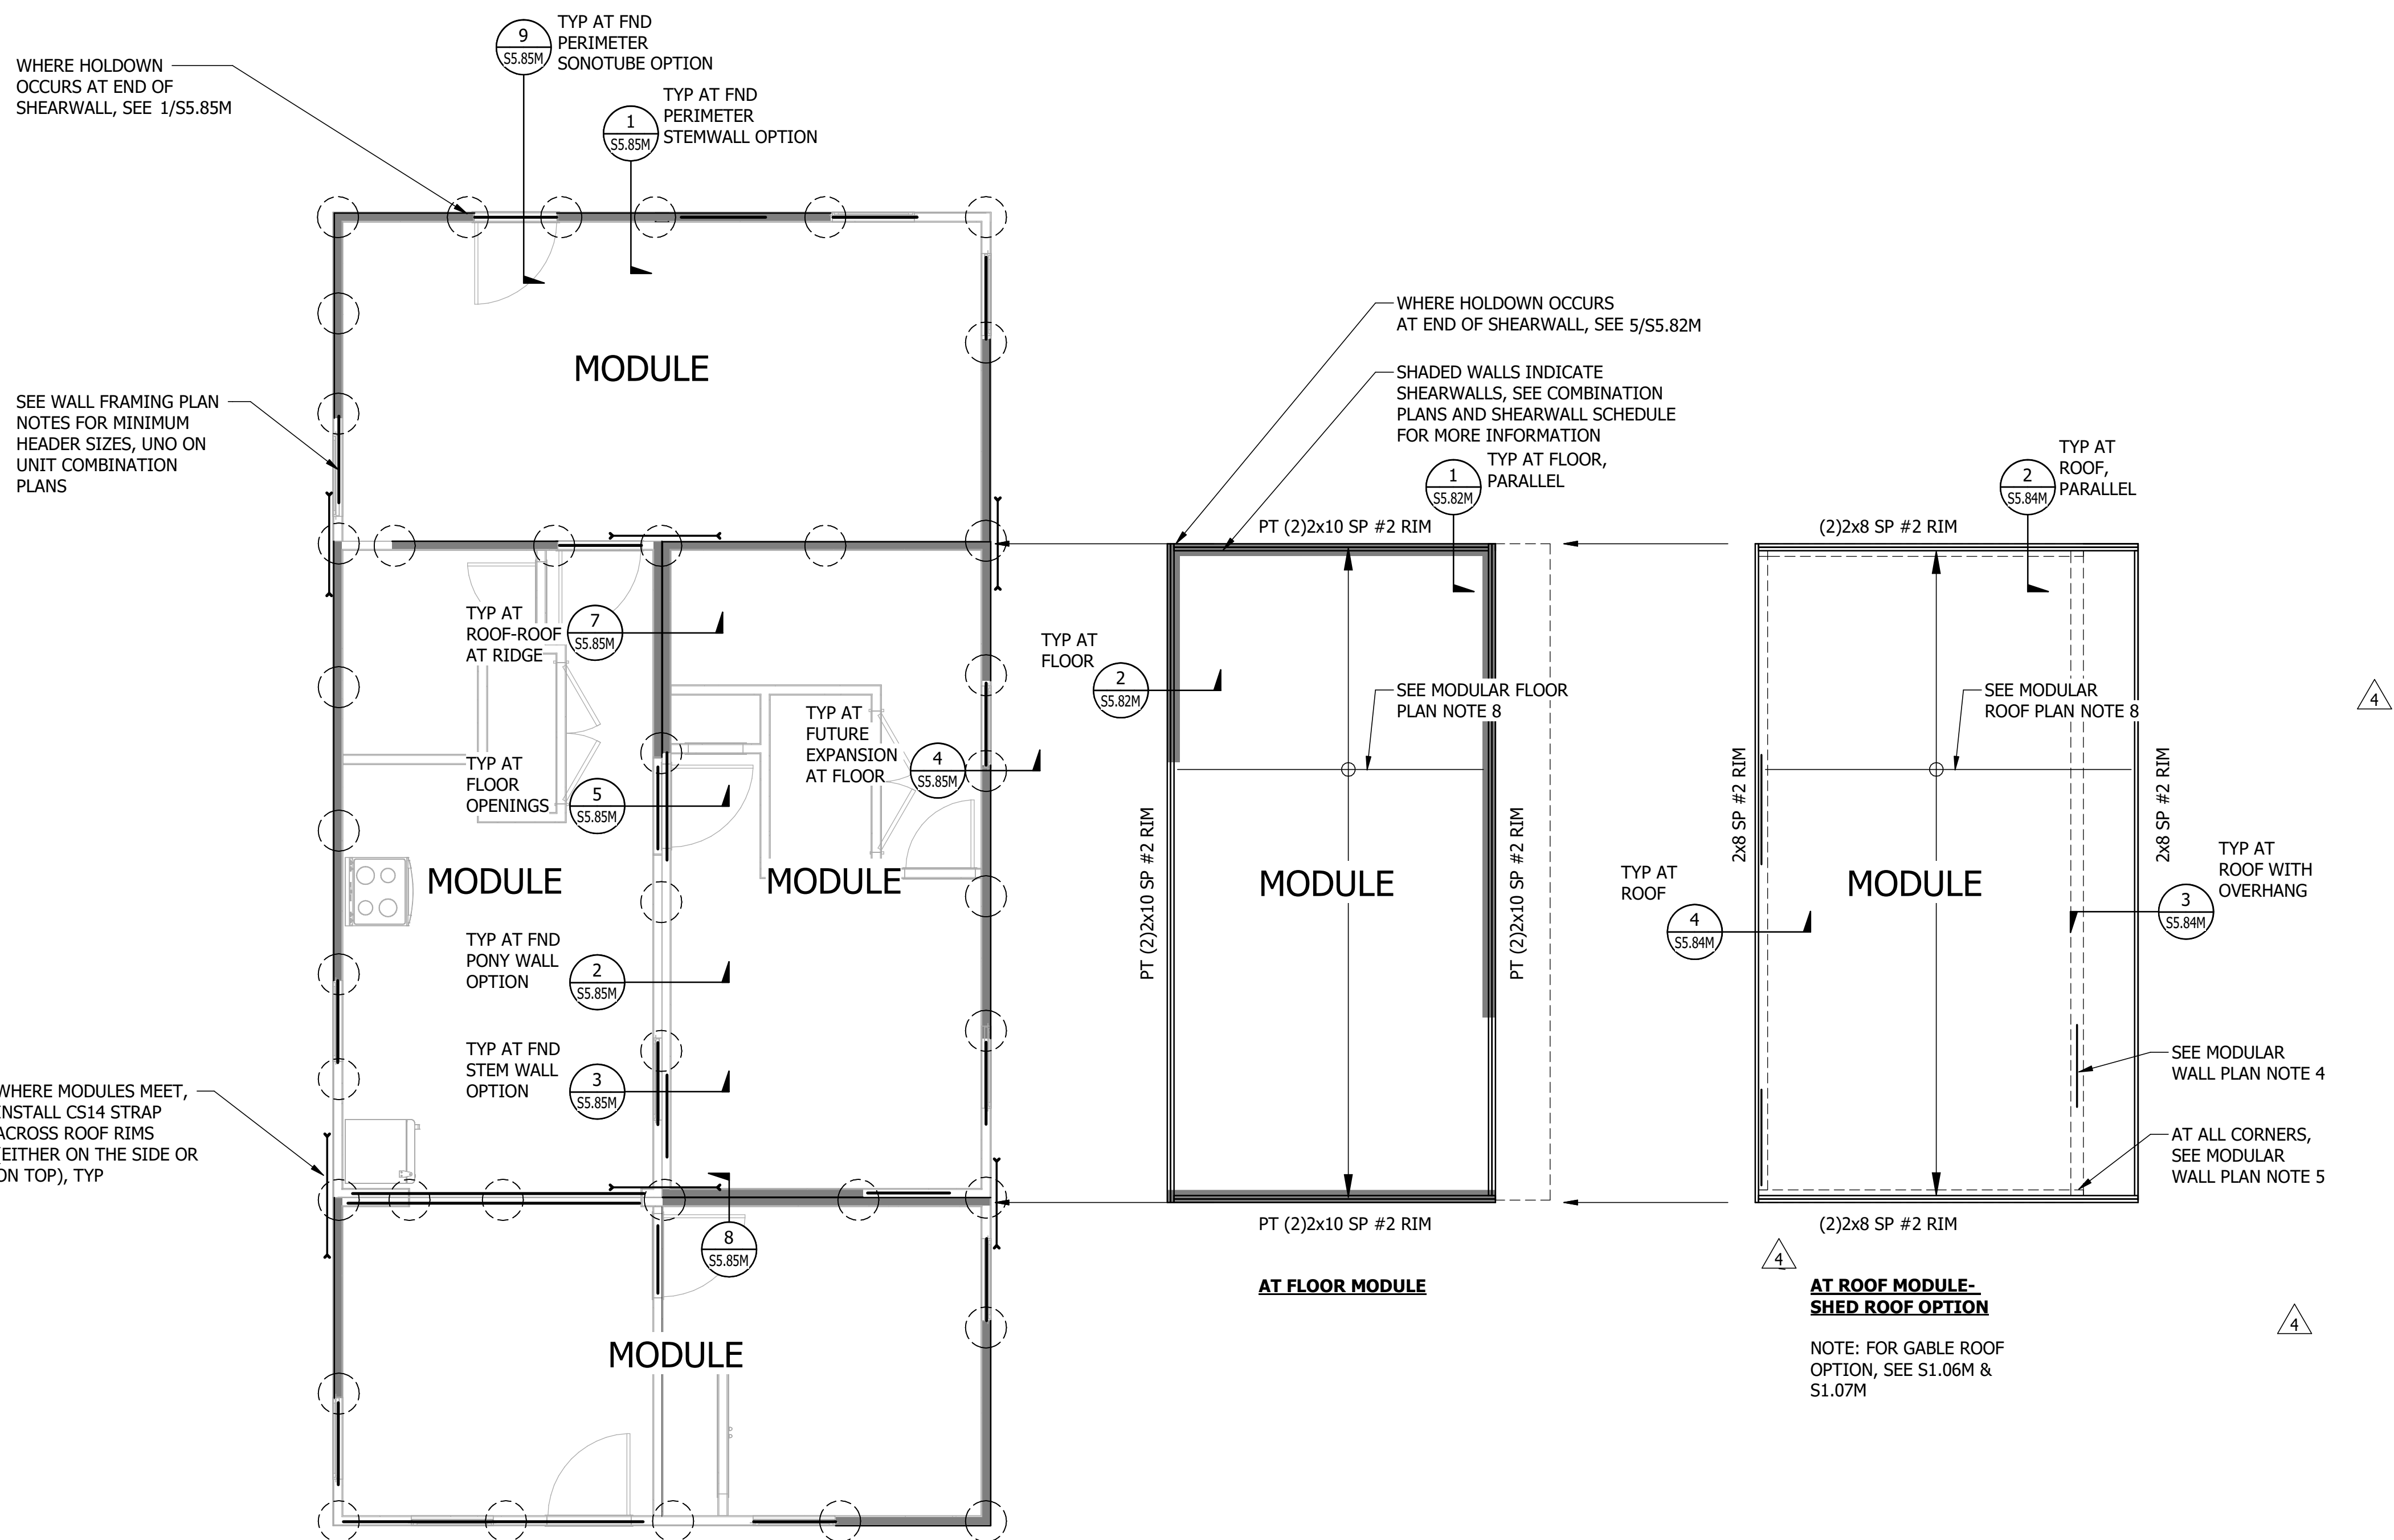 9
S5.85M
TYP AT FND
PERIMETER
SONOTUBE OPTION
WHERE HOLDOWN
OCCURS AT END OF
SHEARWALL, SEE 1/S5.85M
1
S5.85M
TYP AT FND
PERIMETER
STEMWALL OPTION
MODULE
SEE WALL FRAMING PLAN
NOTES FOR MINIMUM
HEADER SIZES, UNO ON
UNIT COMBINATION
PLANS
TYP AT
ROOF-ROOF
AT RIDGE
7
S5.85M
TYP AT
FLOOR
OPENINGS
5
S5.85M
TYP AT
FUTURE
EXPANSION
AT FLOOR
4
S5.85M
MODULE
MODULE
TYP AT FND
PONY WALL
OPTION
2
S5.85M
TYP AT FND
STEM WALL
OPTION
3
S5.85M
WHERE MODULES MEET,
INSTALL CS14 STRAP
ACROSS ROOF RIMS
(EITHER ON THE SIDE OR
ON TOP), TYP
8
S5.85M
MODULE
WHERE HOLDOWN OCCURS
AT END OF SHEARWALL, SEE 5/S5.82M
SHADED WALLS INDICATE
SHEARWALLS, SEE COMBINATION
PLANS AND SHEARWALL SCHEDULE
FOR MORE INFORMATION
1
S5.82M
TYP AT FLOOR,
PARALLEL
PT (2)2x10 SP #2 RIM
TYP AT
FLOOR
2
S5.82M
SEE MODULAR FLOOR
PLAN NOTE 8
PT (2)2x10 SP #2 RIM
PT (2)2x10 SP #2 RIM
MODULE
PT (2)2x10 SP #2 RIM
AT FLOOR MODULE
2
S5.84M
TYP AT
ROOF,
PARALLEL
(2)2x8 SP #2 RIM
SEE MODULAR
ROOF PLAN NOTE 8
2x8 SP #2 RIM
2x8 SP #2 RIM
TYP AT
ROOF
4
S5.84M
MODULE
TYP AT
ROOF WITH
OVERHANG
3
S5.84M
SEE MODULAR
WALL PLAN NOTE 4
AT ALL CORNERS,
SEE MODULAR
WALL PLAN NOTE 5
(2)2x8 SP #2 RIM
4
AT ROOF MODULE-
SHED ROOF OPTION
NOTE: FOR GABLE ROOF
OPTION, SEE S1.06M &
S1.07M
4
4